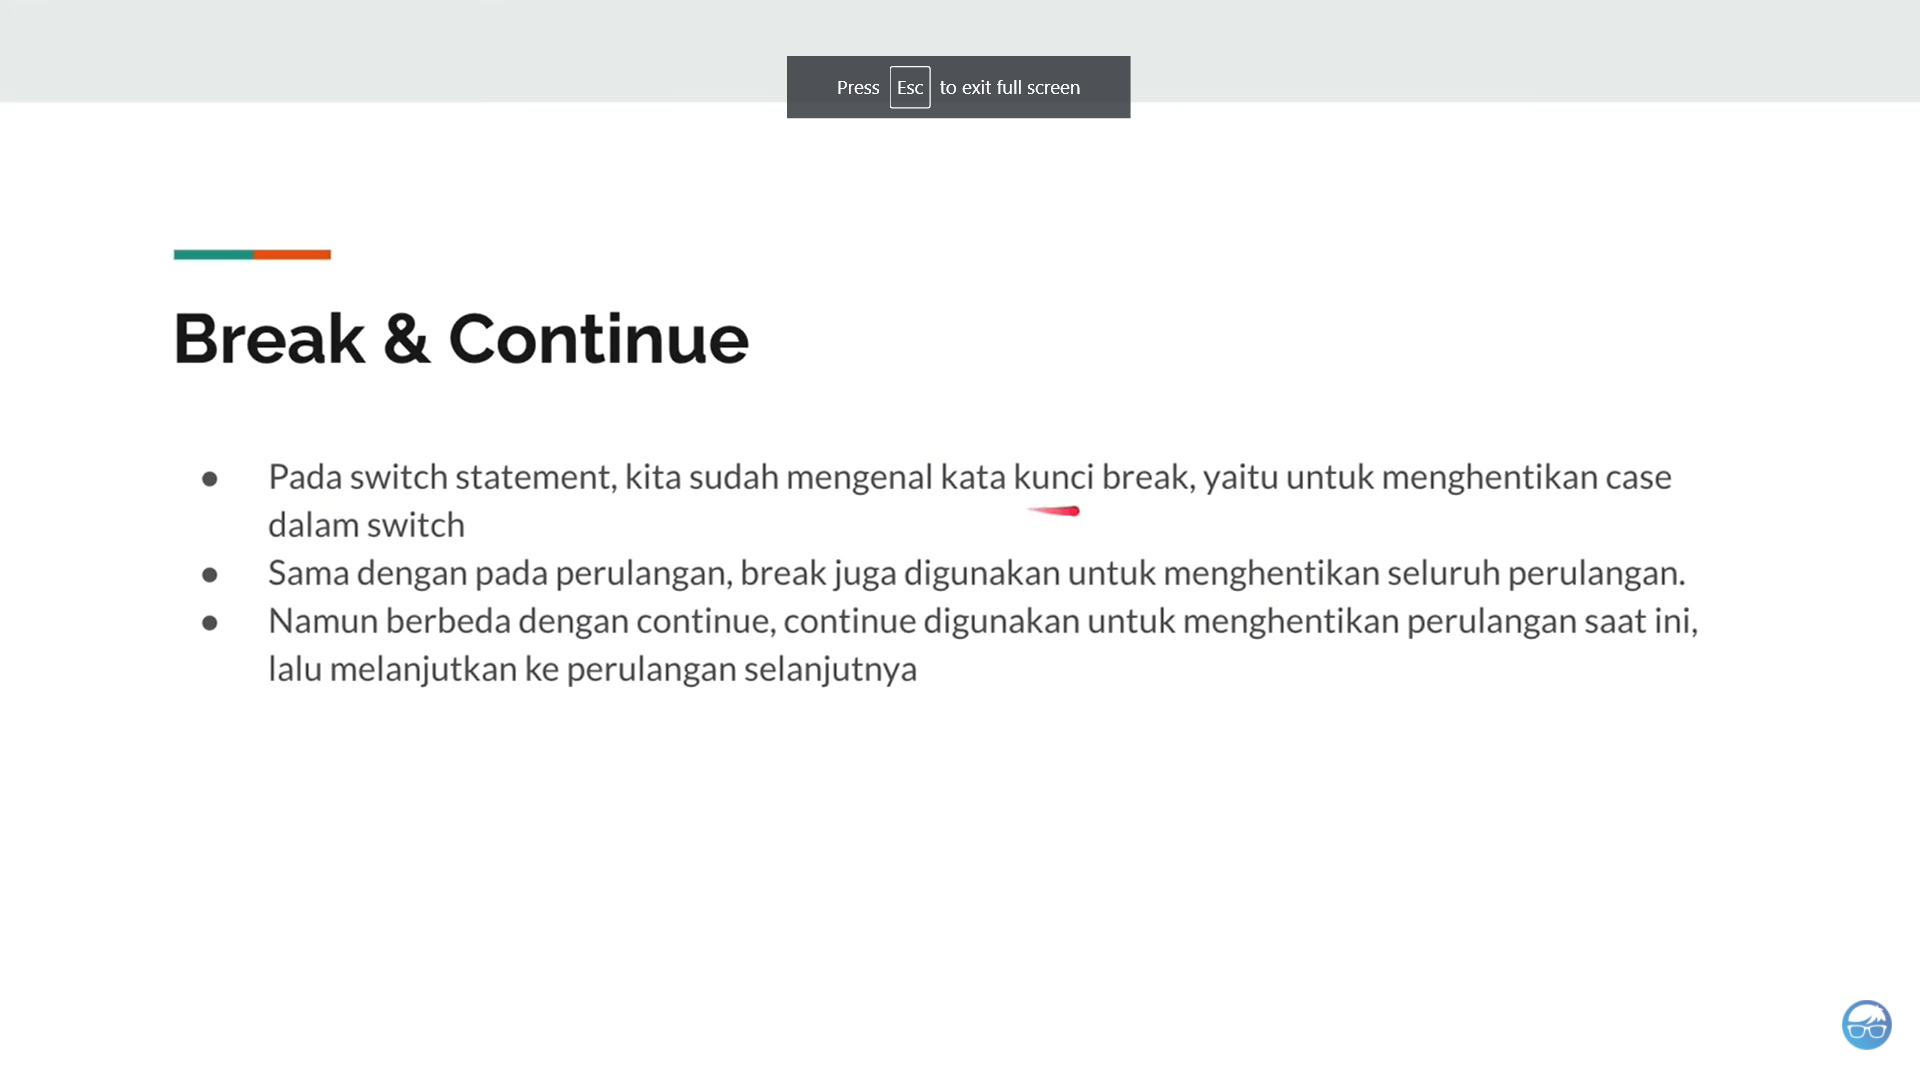 Press Esc to exit full screen
Break & Continue
● Pada switch statement, kita sudah mengenal kata kunci break, yaitu untuk menghentikan case
dalam switch
● Sama dengan pada perulangan, break juga digunakan untuk menghentikan seluruh perulangan.
● Namun berbeda dengan continue, continue digunakan untuk menghentikan perulangan saat ini,
lalu melanjutkan ke perulangan selanjutnya